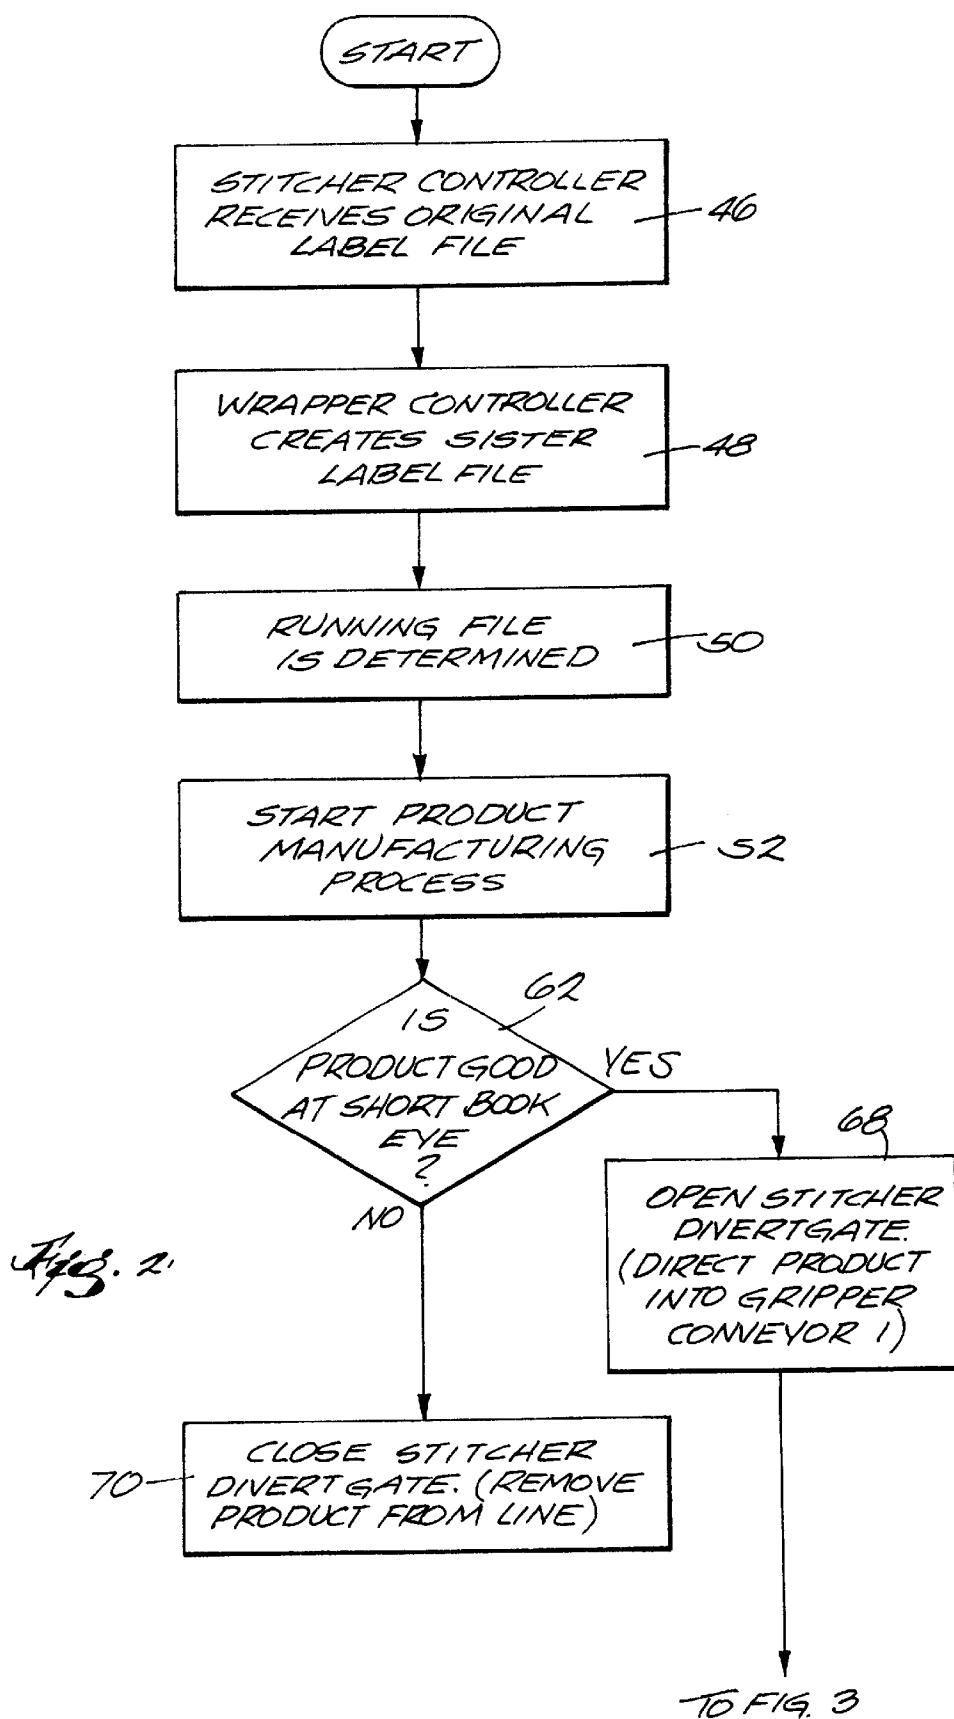 START
STITCHER CONTROLLER
RECEIVES ORIGINAL
LABEL FILE
46
WRAPPER CONTROLLER
CREATES SISTER
LABEL FILE
48
RUNNING FILE
IS DETERMINED
50
START PRODUCT
MANUFACTURING
PROCESS
52
62
IS
PRODUCT GOOD
AT SHORT BOOK
EYE
?
YES
NO
68
OPEN STITCHER
DIVERTGATE.
(DIRECT PRODUCT
INTO GRIPPER
CONVEYOR 1)
Fig. 2.
70
CLOSE STITCHER
DIVERT GATE. (REMOVE
PRODUCT FROM LINE)
TO FIG. 3